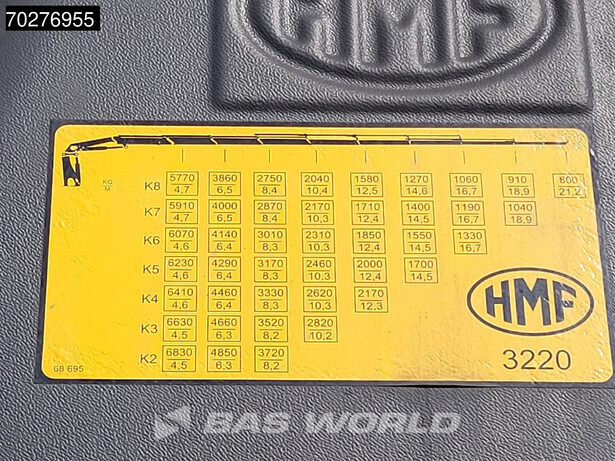 70276955
HMF
KG
M
K8 5770 3860 2750 2040 1580 1270 1060 910 800
4,7 6,5 8,4 10,4 12,5 14,6 16,7 18,9 21,2
K7 5910 4000 2870 2170 1710 1400 1190 1040
4,7 6,5 8,4 10,3 12,4 14,5 16,7 18,9
K6 6070 4140 3010 2310 1850 1550 1330
4,6 6,4 8,3 10,3 12,4 14,5 16,7
K5 6230 4290 3170 2460 2000 1700
4,6 6,4 8,3 10,3 12,4 14,5
K4 6410 4460 3330 2620 2170
4,6 6,4 8,3 10,3 12,3
K3 6630 4660 3520 2820
4,5 6,3 8,2 10,2
K2 6830 4850 3720
4,5 6,3 8,2
HMF
3220
68 695
BAS WORLD